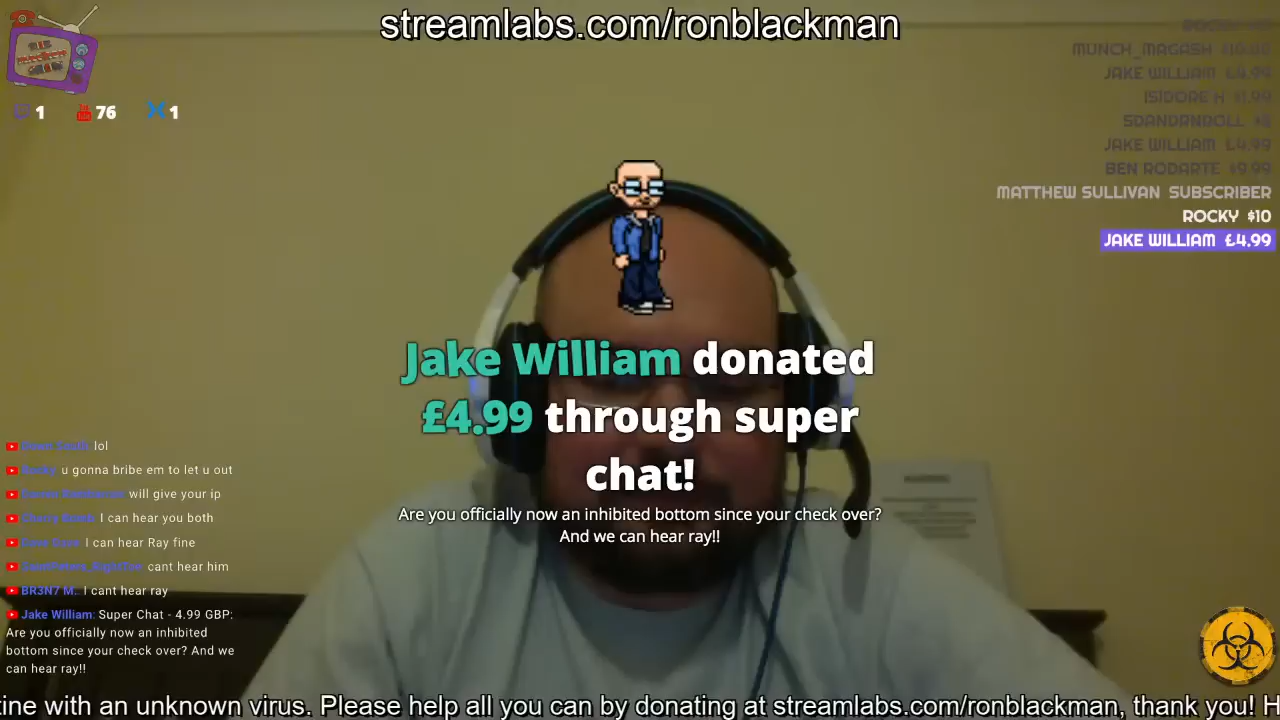 streamlabs.com/ronblackman
MUNCH_MAGASH
JAKE WILLIAM £4.99
ISIDORE H $1.99
SDANDANDOLL
JAKE WILLIAM £4.99
BEN RODARTE $9.99
MATTHEW SULLIVAN SUBSCRIBER
ROCKY $10
JAKE WILLIAM £4.99
1 76 1
Jake William donated
£4.99 through super
chat!
Are you officially now an inhibited bottom since your check over?
And we can hear ray!!
lol
u gonna bribe em to let u out
will give your ip
I can hear you both
I can hear Ray fine
cant hear him
BR3N7 M.: I cant hear ray
Jake William: Super Chat - 4.99 GBP:
Are you officially now an inhibited
bottom since your check over? And we
can hear ray!!
tine with an unknown virus. Please help all you can by donating at streamlabs.com/ronblackman, thank you! H